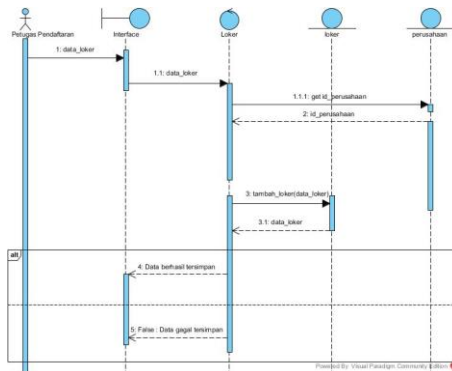 Petugas Pendaftaran
Interface
Loker
loker
perusahaan
1: data_loker
1.1: data_loker
1.1.1: get id_perusahaan
2: id_perusahaan
3: tambah_loker(data_loker)
3.1: data_loker
alt
4: Data berhasil tersimpan
5: False : Data gagal tersimpan
Powered By: Visual Paradigm Community Edition